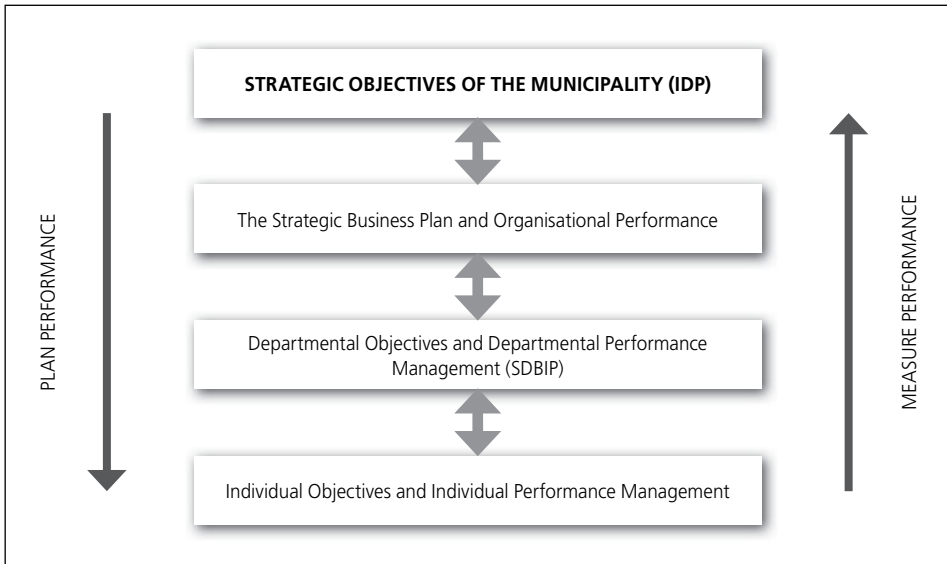 STRATEGIC OBJECTIVES OF THE MUNICIPALITY (IDP)
The Strategic Business Plan and Organisational Performance
Departmental Objectives and Departmental Performance
Management (SDBIP)
Individual Objectives and Individual Performance Management
PLAN PERFORMANCE
MEASURE PERFORMANCE